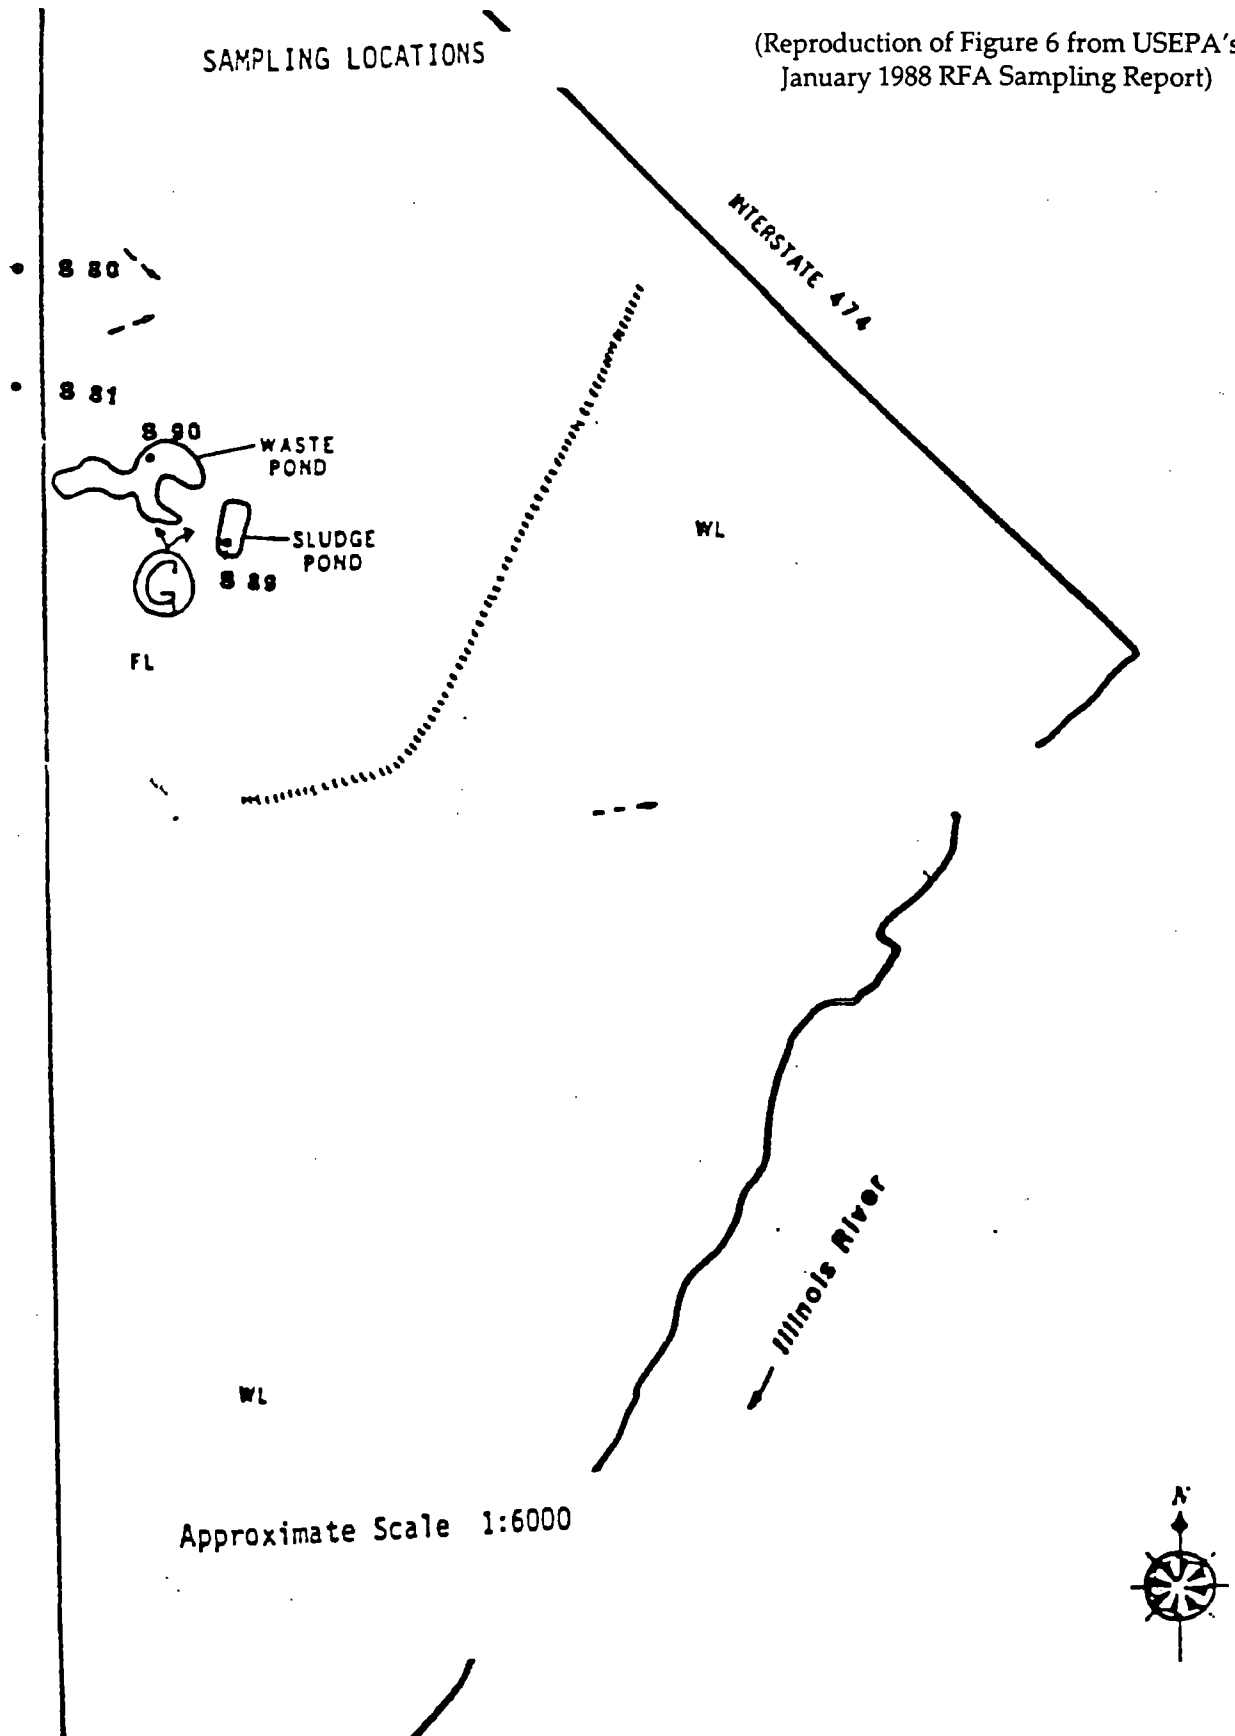 SAMPLING LOCATIONS
(Reproduction of Figure 6 from USEPA's
January 1988 RFA Sampling Report)
INTERSTATE 474
S 80
S 81
S 90
WASTE
POND
SLUDGE
POND
S 89
G
WL
FL
Illinois River
WL
Approximate Scale 1:6000
N